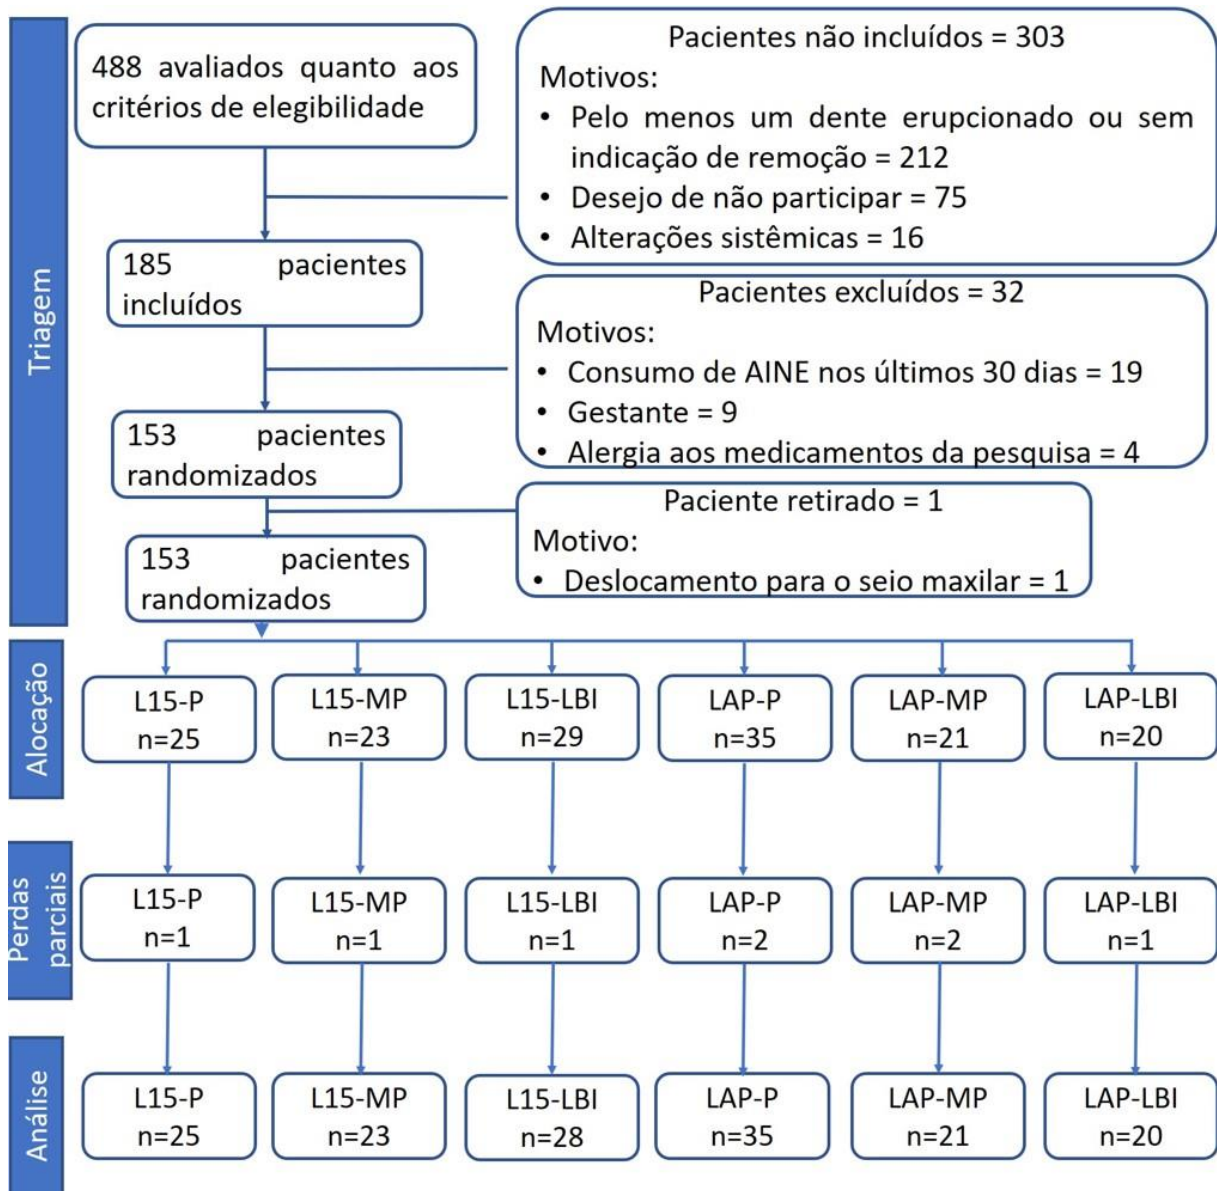 Triagem
488 avaliados quanto aos
critérios de elegibilidade
Pacientes não incluídos = 303
Motivos:
• Pelo menos um dente erupcionado ou sem
indicação de remoção = 212
• Desejo de não participar = 75
• Alterações sistêmicas = 16
185 pacientes
incluídos
Pacientes excluídos = 32
Motivos:
• Consumo de AINE nos últimos 30 dias = 19
• Gestante = 9
• Alergia aos medicamentos da pesquisa = 4
153 pacientes
randomizados
Paciente retirado = 1
Motivo:
• Deslocamento para o seio maxilar = 1
153 pacientes
randomizados
Alocação
L15-P
n=25
L15-MP
n=23
L15-LBI
n=29
LAP-P
n=35
LAP-MP
n=21
LAP-LBI
n=20
Perdas
parciais
L15-P
n=1
L15-MP
n=1
L15-LBI
n=1
LAP-P
n=2
LAP-MP
n=2
LAP-LBI
n=1
Análise
L15-P
n=25
L15-MP
n=23
L15-LBI
n=28
LAP-P
n=35
LAP-MP
n=21
LAP-LBI
n=20